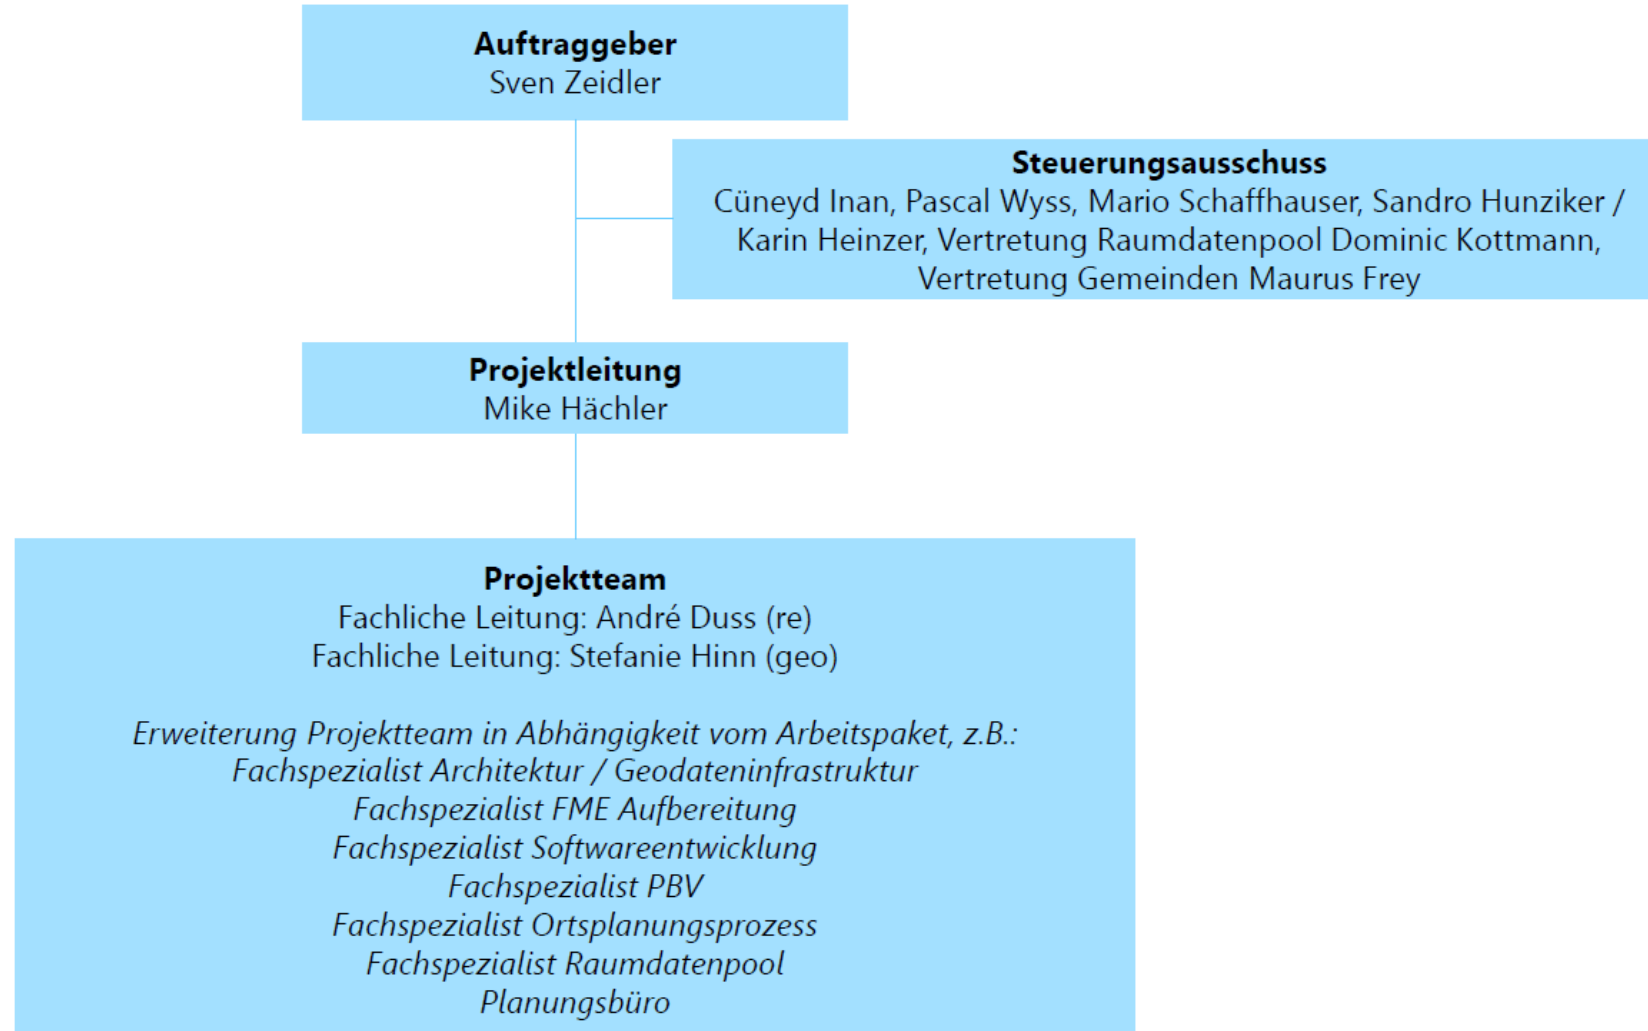 Auftraggeber
Sven Zeidler
Steuerungsausschuss
Cüneyd Inan, Pascal Wyss, Mario Schaffhauser, Sandro Hunziker /
Karin Heinzer, Vertretung Raumdatenpool Dominic Kottmann,
Vertretung Gemeinden Maurus Frey
Projektleitung
Mike Hächler
Projektteam
Fachliche Leitung: André Duss (re)
Fachliche Leitung: Stefanie Hinn (geo)
Erweiterung Projektteam in Abhängigkeit vom Arbeitspaket, z.B.:
Fachspezialist Architektur / Geodateninfrastruktur
Fachspezialist FME Aufbereitung
Fachspezialist Softwareentwicklung
Fachspezialist PBV
Fachspezialist Ortsplanungsprozess
Fachspezialist Raumdatenpool
Planungsbüro